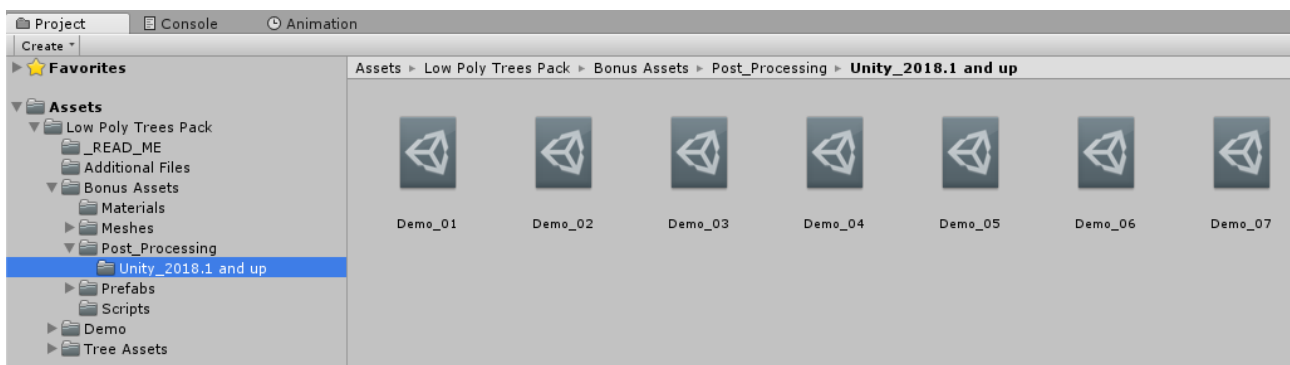 Project Console Animation
Create
Favorites
Assets
Low Poly Trees Pack
_READ_ME
Additional Files
Bonus Assets
Materials
Meshes
Post_Processing
Unity_2018.1 and up
Prefabs
Scripts
Demo
Tree Assets
Assets Low Poly Trees Pack Bonus Assets Post_Processing Unity_2018.1 and up
Demo_01 Demo_02 Demo_03 Demo_04 Demo_05 Demo_06 Demo_07